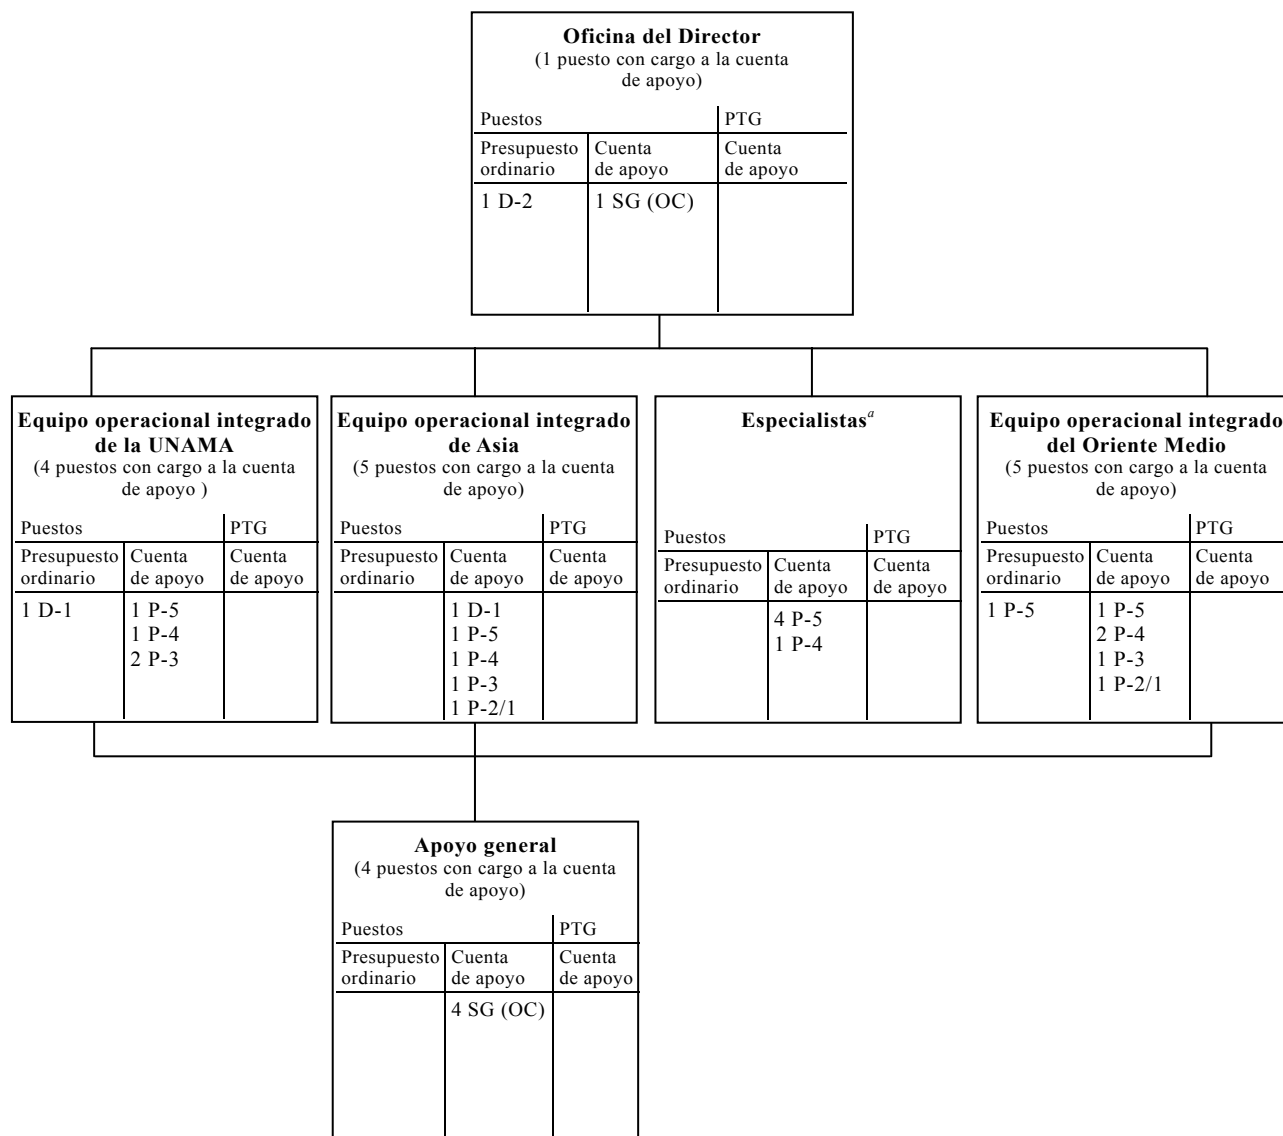 Oficina del Director
(1 puesto con cargo a la cuenta
de apoyo)
Puestos PTG
Presupuesto ordinario Cuenta de apoyo Cuenta de apoyo
1 D-2 1 SG (OC)
Equipo operacional integrado
de la UNAMA
(4 puestos con cargo a la cuenta
de apoyo )
Puestos PTG
Presupuesto ordinario Cuenta de apoyo Cuenta de apoyo
1 D-1 1 P-5
1 P-4
2 P-3
Equipo operacional integrado
de Asia
(5 puestos con cargo a la cuenta
de apoyo)
Puestos PTG
Presupuesto ordinario Cuenta de apoyo Cuenta de apoyo
1 D-1
1 P-5
1 P-4
1 P-3
1 P-2/1
Especialistas a
Puestos PTG
Presupuesto ordinario Cuenta de apoyo Cuenta de apoyo
4 P-5
1 P-4
Equipo operacional integrado
del Oriente Medio
(5 puestos con cargo a la cuenta
de apoyo)
Puestos PTG
Presupuesto ordinario Cuenta de apoyo Cuenta de apoyo
1 P-5 1 P-5
2 P-4
1 P-3
1 P-2/1
Apoyo general
(4 puestos con cargo a la cuenta
de apoyo)
Puestos PTG
Presupuesto ordinario Cuenta de apoyo Cuenta de apoyo
4 SG (OC)